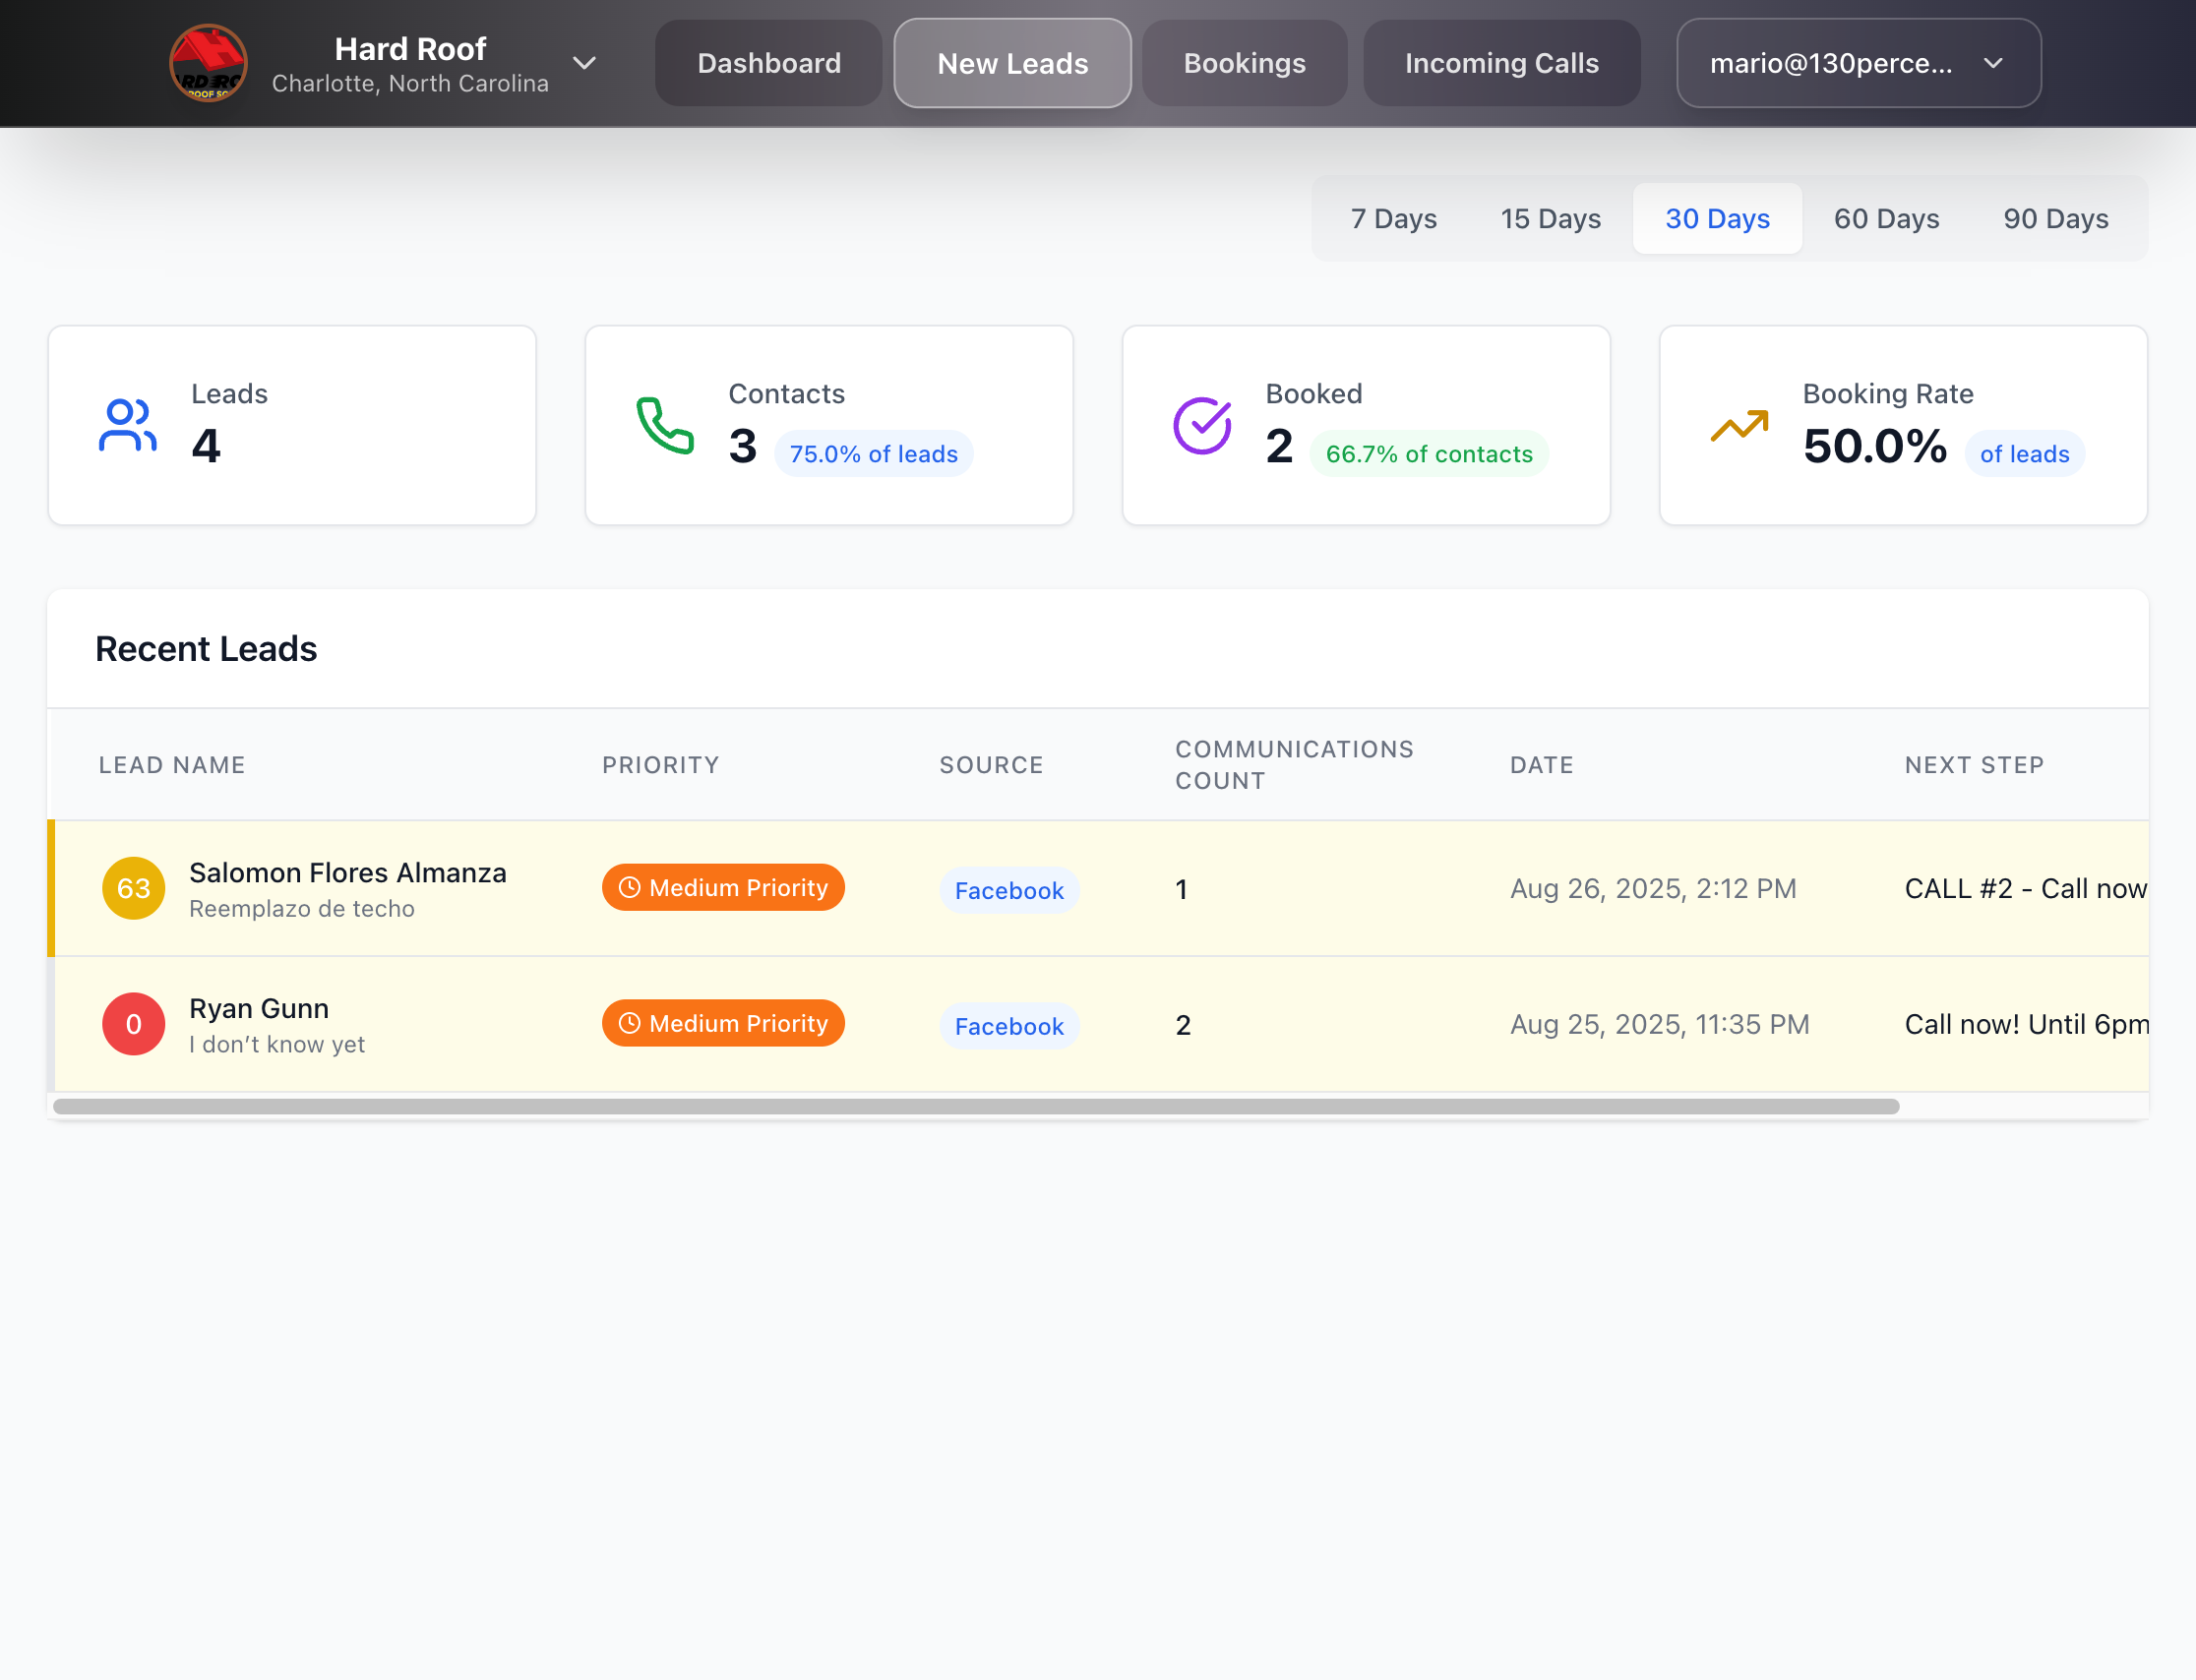 Hard Roof
Charlotte, North Carolina
Dashboard
New Leads
Bookings
Incoming Calls
mario@130perce...
7 Days
15 Days
30 Days
60 Days
90 Days
Leads
4
Contacts
3 75.0% of leads
Booked
2 66.7% of contacts
Booking Rate
50.0% of leads
Recent Leads
LEAD NAME
PRIORITY
SOURCE
COMMUNICATIONS
COUNT
DATE
NEXT STEP
63
Salomon Flores Almanza
Reemplazo de techo
Medium Priority
Facebook
1
Aug 26, 2025, 2:12 PM
CALL #2 - Call now
0
Ryan Gunn
I don’t know yet
Medium Priority
Facebook
2
Aug 25, 2025, 11:35 PM
Call now! Until 6pm